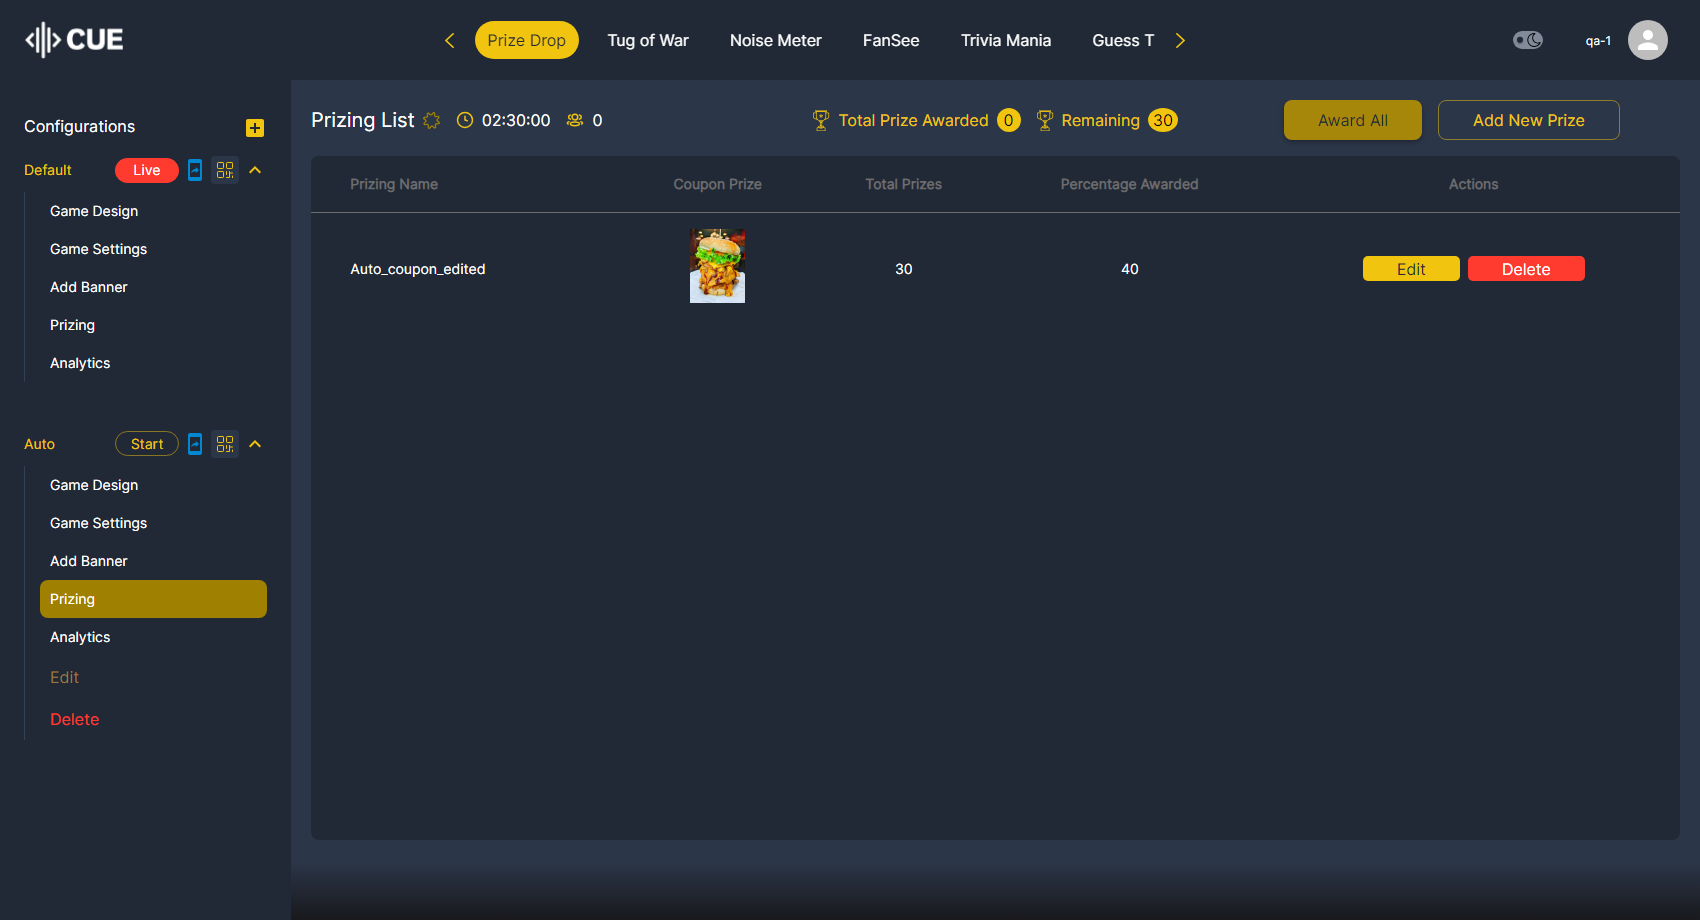 CUE
Prize Drop
Tug of War
Noise Meter
FanSee
Trivia Mania
Guess T
qa-1
Configurations
Default
Live
Game Design
Game Settings
Add Banner
Prizing
Analytics
Auto
Start
Game Design
Game Settings
Add Banner
Prizing
Analytics
Edit
Delete
Prizing List
02:30:00
0
Total Prize Awarded 0
Remaining 30
Award All
Add New Prize
Prizing Name
Coupon Prize
Total Prizes
Percentage Awarded
Actions
Auto_coupon_edited
30
40
Edit
Delete